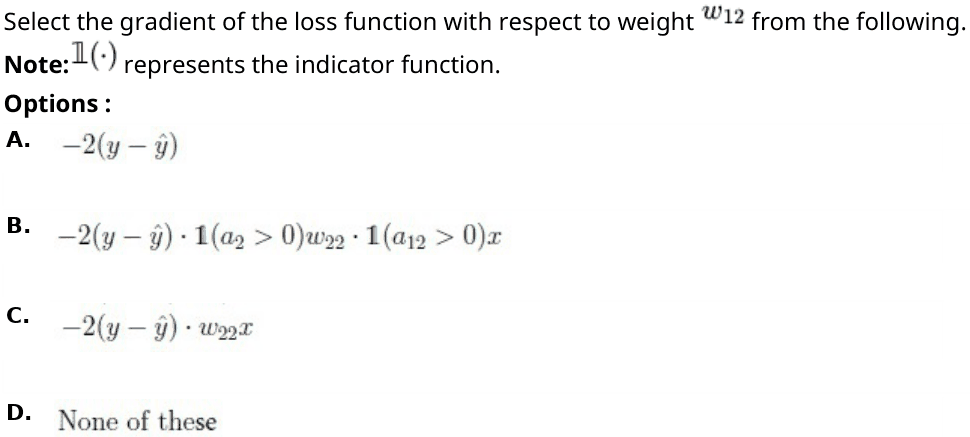 Select the gradient of the loss function with respect to weight w₁₂ from the following.
Note: 𝟙(·) represents the indicator function.
Options :
A. −2(y − ŷ)
B. −2(y − ŷ) · 𝟏(a₂ > 0)w₂₂ · 𝟏(a₁₂ > 0)x
C. −2(y − ŷ) · w₂₂x
D. None of these